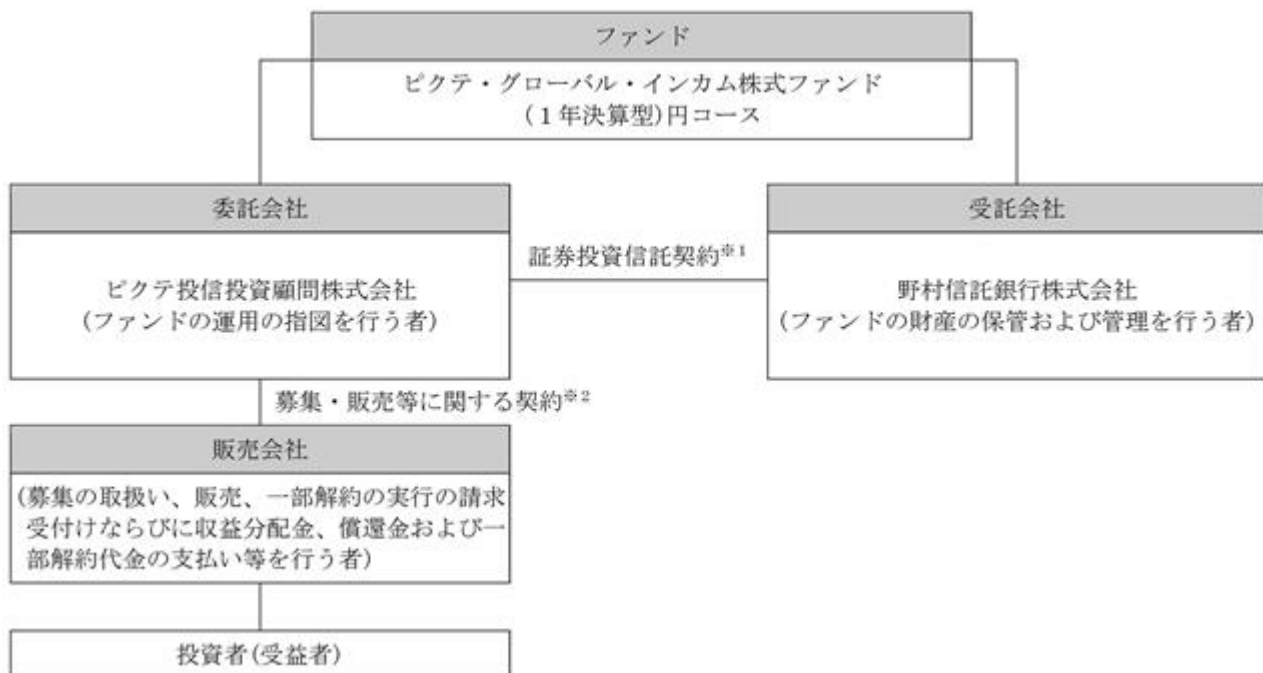 ファンド
ピクテ・グローバル・インカム株式ファンド
(1年決算型)円コース
委託会社
ピクテ投信投資顧問株式会社
(ファンドの運用の指図を行う者)
証券投資信託契約※1
受託会社
野村信託銀行株式会社
(ファンドの財産の保管および管理を行う者)
募集・販売等に関する契約※2
販売会社
(募集の取扱い、販売、一部解約の実行の請求
受付けならびに収益分配金、償還金および一
部解約代金の支払い等を行う者)
投資者(受益者)